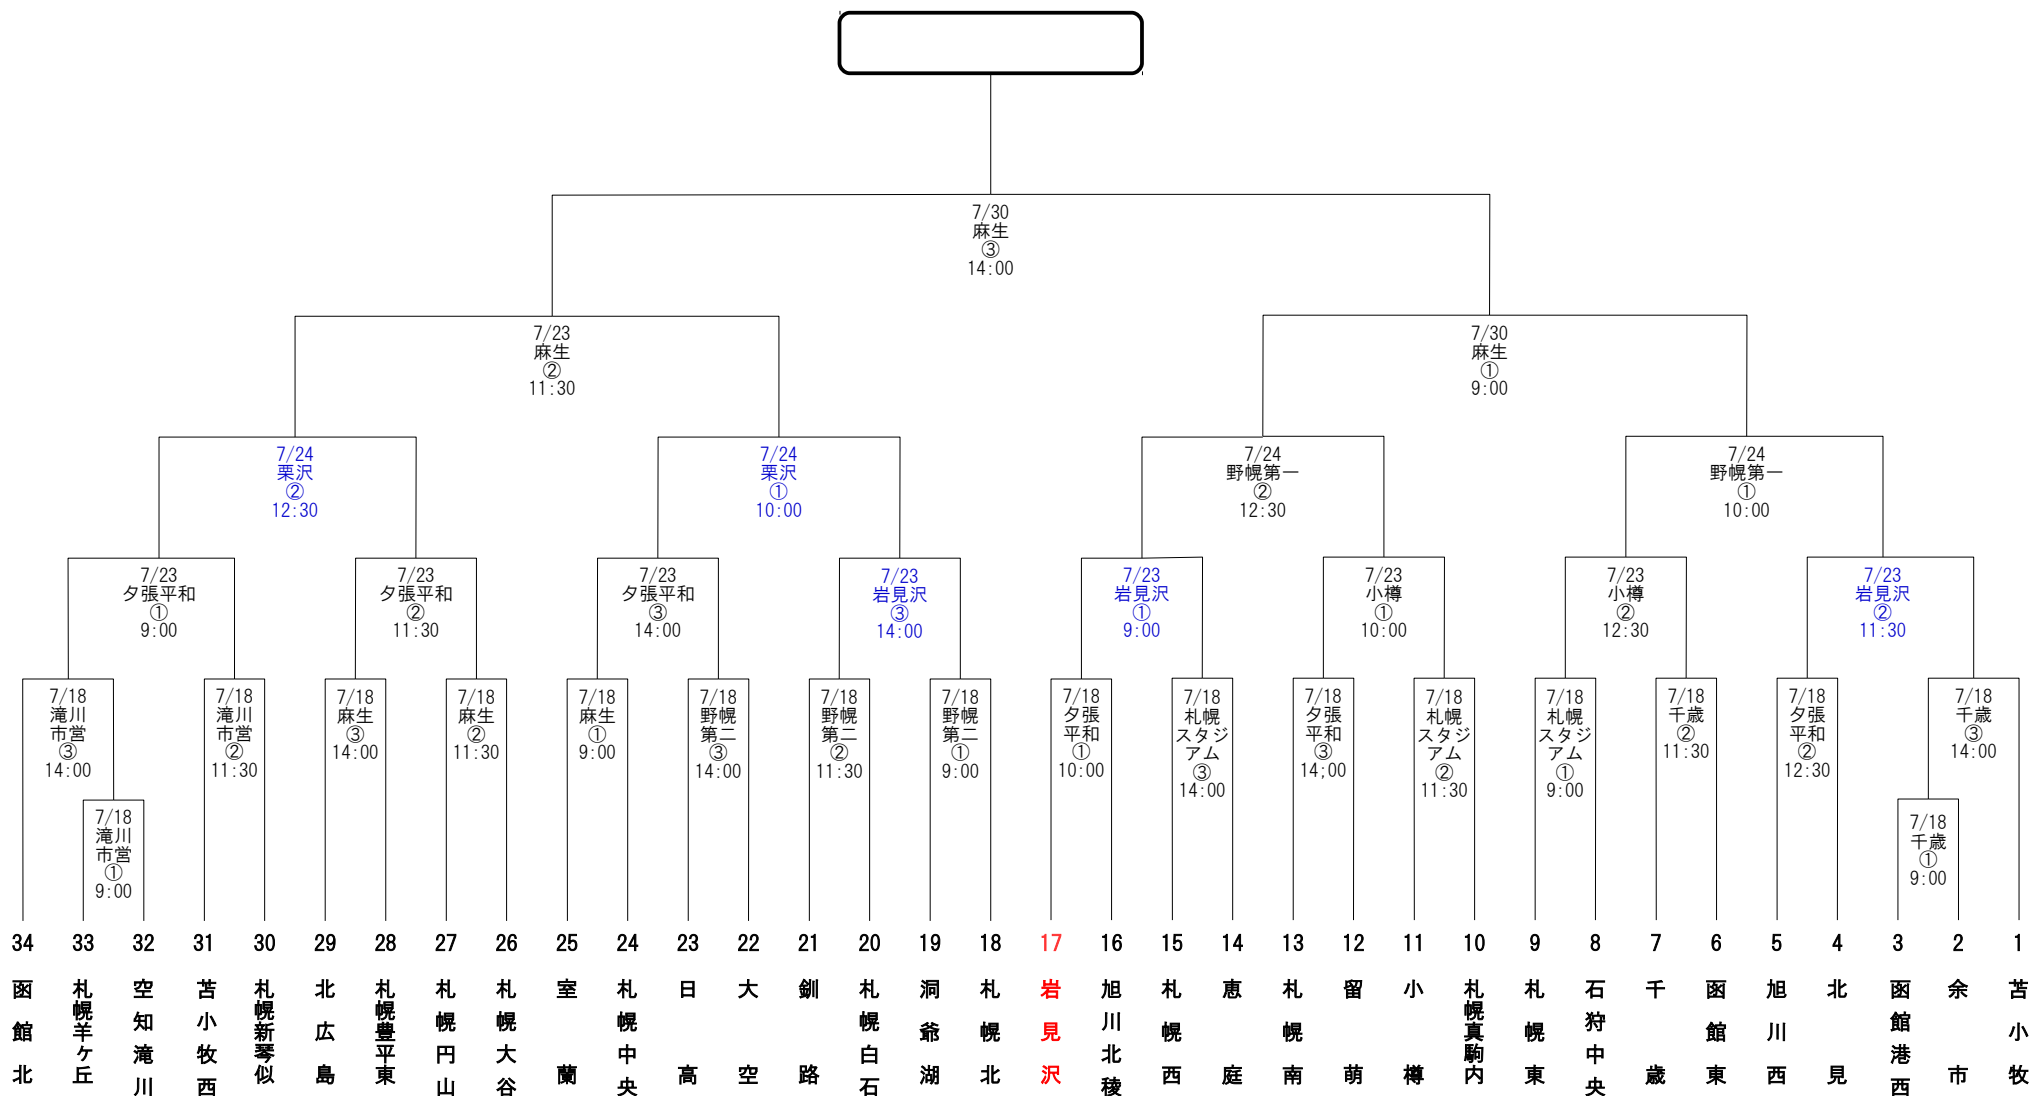 7/30
麻生
③
14:00
7/23
麻生
②
11:30
7/30
麻生
①
9:00
7/24
栗沢
②
12:30
7/24
栗沢
①
10:00
7/24
野幌第一
②
12:30
7/24
野幌第一
①
10:00
7/23
夕張平和
①
9:00
7/23
夕張平和
②
11:30
7/23
夕張平和
③
14:00
7/23
岩見沢
③
14:00
7/23
岩見沢
①
9:00
7/23
小樽
①
10:00
7/23
小樽
②
12:30
7/23
岩見沢
②
11:30
7/18
滝川
市営
③
14:00
7/18
滝川
市営
②
11:30
7/18
麻生
③
14:00
7/18
麻生
②
11:30
7/18
麻生
①
9:00
7/18
野幌
第二
③
14:00
7/18
野幌
第二
②
11:30
7/18
野幌
第二
①
9:00
7/18
夕張
平和
①
10:00
7/18
札幌
スタジ
アム
③
14:00
7/18
夕張
平和
③
14;00
7/18
札幌
スタジ
アム
②
11:30
7/18
札幌
スタジ
アム
①
9:00
7/18
千歳
②
11:30
7/18
夕張
平和
②
12:30
7/18
千歳
③
14:00
7/18
滝川
市営
①
9:00
7/18
千歳
①
9:00
34 33 32 31 30 29 28 27 26 25 24 23 22 21 20 19 18 17 16 15 14 13 12 11 10 9 8 7 6 5 4 3 2 1
函館北
札幌羊ヶ丘
空知滝川
苫小牧西
札幌新琴似
北広島
札幌豊平東
札幌円山
札幌大谷
室蘭
札幌中央
日高
大空
釧路
札幌白石
洞爺湖
札幌北
岩見沢
旭川北稜
札幌西
恵庭
札幌南
留萌
小樽
札幌真駒内
札幌東
石狩中央
千歳
函館東
旭川西
北見
函館港西
余市
苫小牧